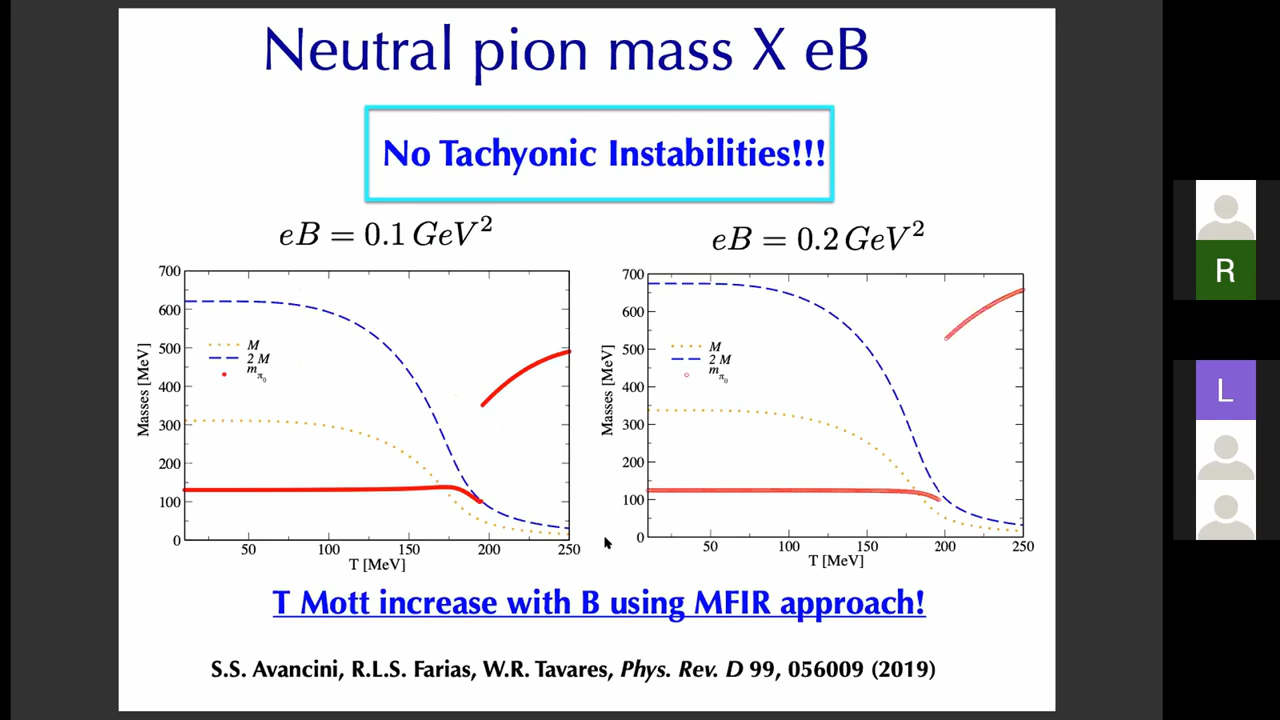 Neutral pion mass X eB
No Tachyonic Instabilities!!!
eB = 0.1 GeV²
eB = 0.2 GeV²
700
600
500
400
300
200
100
0
Masses [MeV]
M
2 M
m_π₀
50
100
150
200
250
T [MeV]
700
600
500
400
300
200
100
0
Masses [MeV]
M
2 M
m_π₀
50
100
150
200
250
T [MeV]
T Mott increase with B using MFIR approach!
S.S. Avancini, R.L.S. Farias, W.R. Tavares, Phys. Rev. D 99, 056009 (2019)
R
L